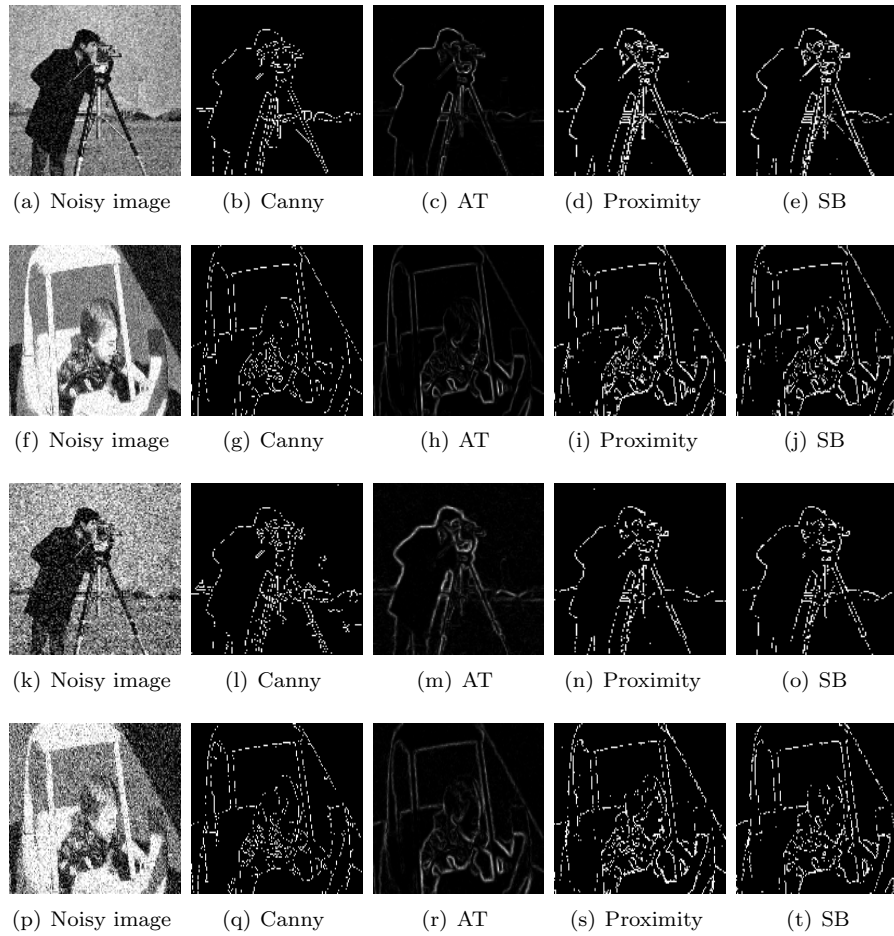 (a) Noisy image (b) Canny (c) AT (d) Proximity (e) SB
(f) Noisy image (g) Canny (h) AT (i) Proximity (j) SB
(k) Noisy image (l) Canny (m) AT (n) Proximity (o) SB
(p) Noisy image (q) Canny (r) AT (s) Proximity (t) SB